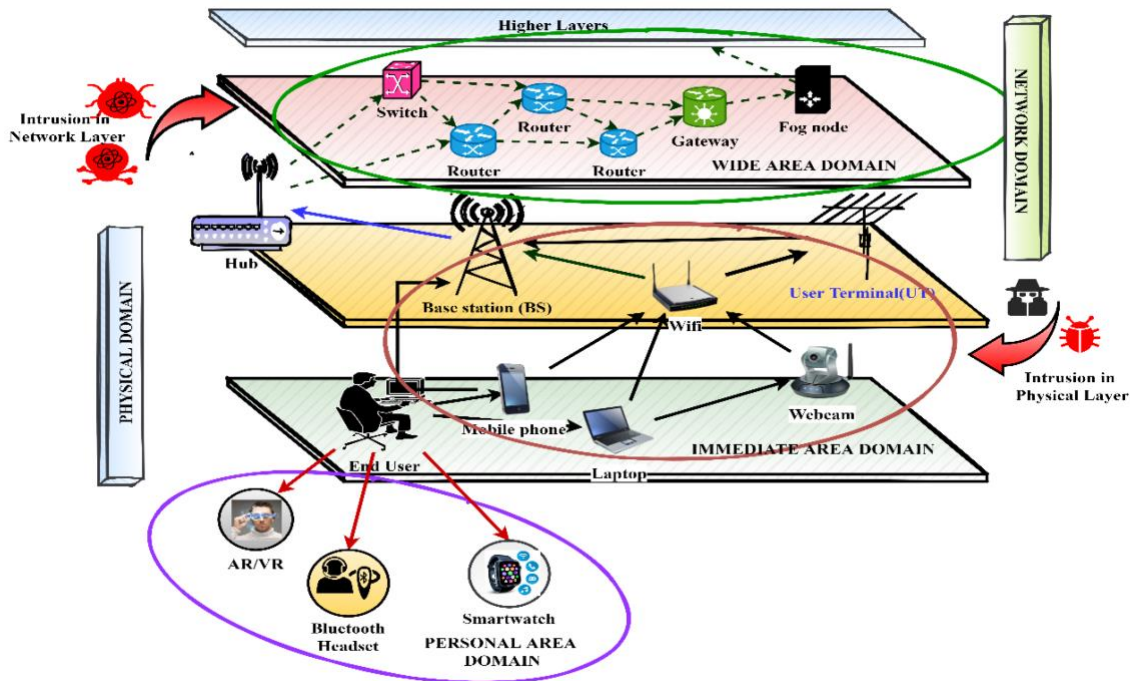 Higher Layers
NETWORK DOMAIN
Intrusion in
Network Layer
Switch
Router
Router
Router
Gateway
Fog node
WIDE AREA DOMAIN
Hub
PHYSICAL DOMAIN
Base station (BS)
Wifi
User Terminal(UT)
Intrusion in
Physical Layer
End User
Mobile phone
Laptop
Webcam
IMMEDIATE AREA DOMAIN
AR/VR
Bluetooth
Headset
Smartwatch
PERSONAL AREA
DOMAIN